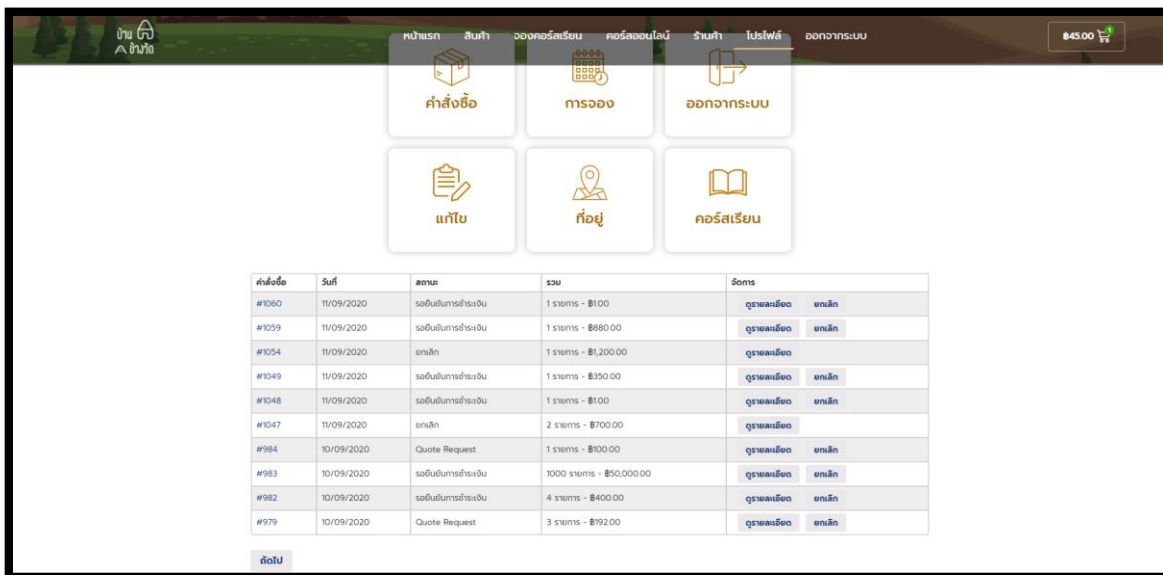 บ้าน
ข้างวัด
หน้าแรก สินค้า จองคอร์สเรียน คอร์สออนไลน์ ร้านค้า โปรไฟล์ ออกจากระบบ
฿45.00 1
คำสั่งซื้อ การจอง ออกจากระบบ
แก้ไข ที่อยู่ คอร์สเรียน
คำสั่งซื้อ วันที่ สถานะ รวม จัดการ
#1060 11/09/2020 รอยืนยันการชำระเงิน 1 รายการ - ฿1.00 ดูรายละเอียด ยกเลิก
#1059 11/09/2020 รอยืนยันการชำระเงิน 1 รายการ - ฿880.00 ดูรายละเอียด ยกเลิก
#1054 11/09/2020 ยกเลิก 1 รายการ - ฿1,200.00 ดูรายละเอียด
#1049 11/09/2020 รอยืนยันการชำระเงิน 1 รายการ - ฿350.00 ดูรายละเอียด ยกเลิก
#1048 11/09/2020 รอยืนยันการชำระเงิน 1 รายการ - ฿1.00 ดูรายละเอียด ยกเลิก
#1047 11/09/2020 ยกเลิก 2 รายการ - ฿700.00 ดูรายละเอียด
#984 10/09/2020 Quote Request 1 รายการ - ฿100.00 ดูรายละเอียด ยกเลิก
#983 10/09/2020 รอยืนยันการชำระเงิน 1000 รายการ - ฿50,000.00 ดูรายละเอียด ยกเลิก
#982 10/09/2020 รอยืนยันการชำระเงิน 4 รายการ - ฿400.00 ดูรายละเอียด ยกเลิก
#979 10/09/2020 Quote Request 3 รายการ - ฿192.00 ดูรายละเอียด ยกเลิก
ถัดไป